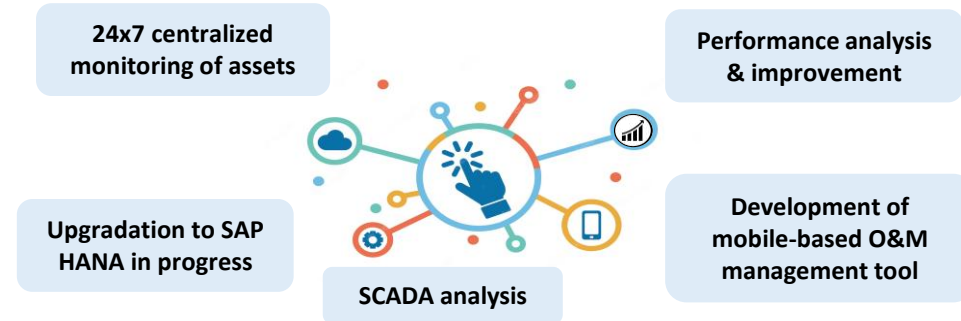 24x7 centralized
monitoring of assets
Performance analysis
& improvement
Upgradation to SAP
HANA in progress
Development of
mobile-based O&M
management tool
SCADA analysis